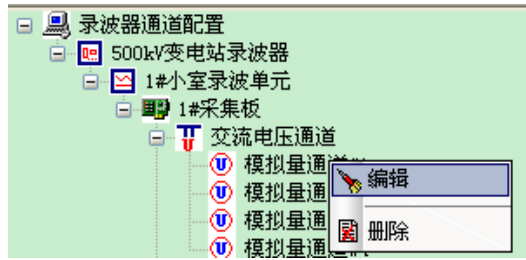 录波器通道配置
500kV变电站录波器
1#小室录波单元
1#采集板
交流电压通道
模拟量通道
编辑
模拟量通
模拟量通
删除
模拟量通